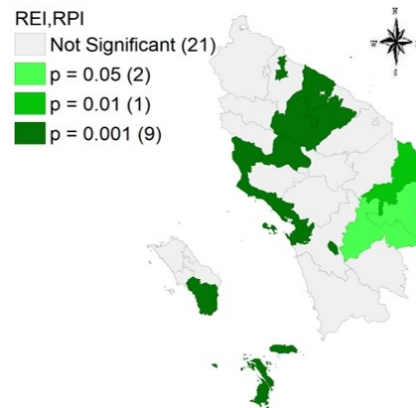 REI,RPI
Not Significant (21)
p = 0.05 (2)
p = 0.01 (1)
p = 0.001 (9)
N
W
E
S